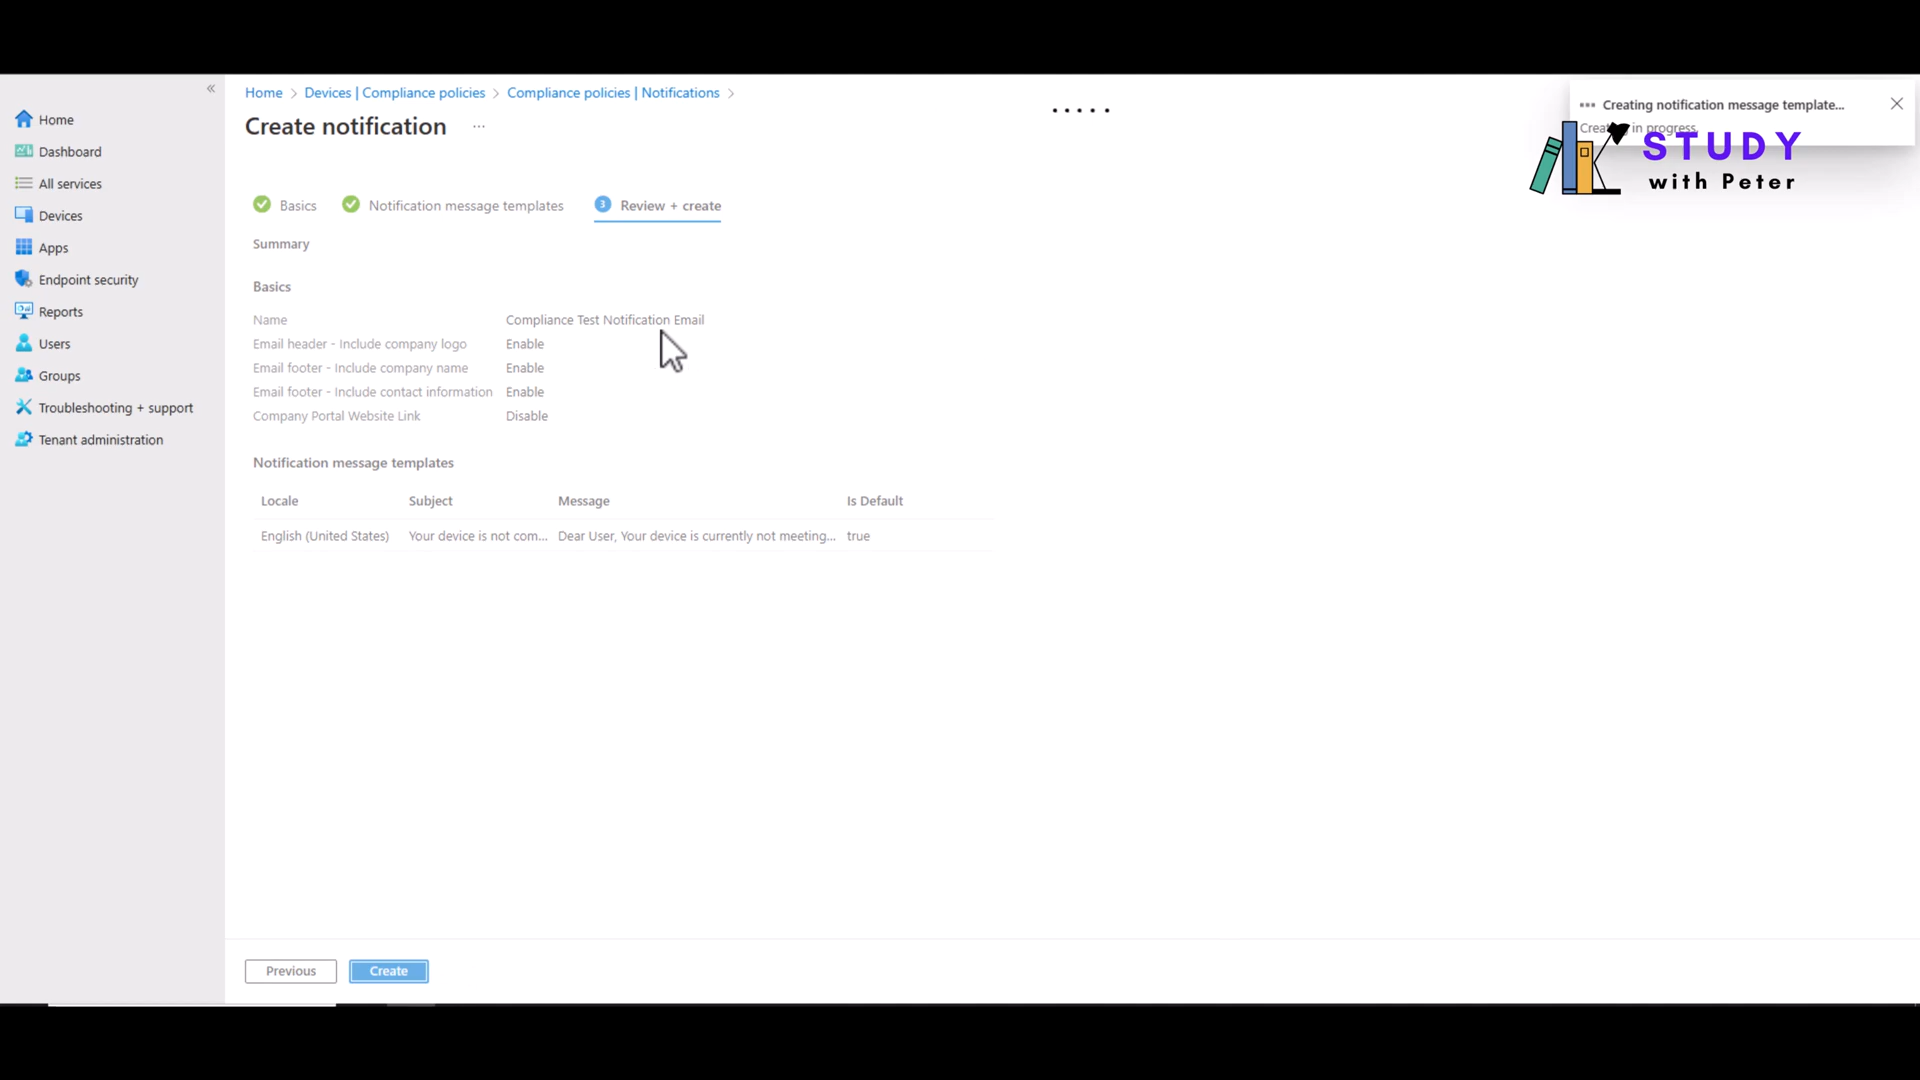 «
Home > Devices | Compliance policies > Compliance policies | Notifications >
Create notification ...
Home
Dashboard
All services
Devices
Apps
Endpoint security
Reports
Users
Groups
Troubleshooting + support
Tenant administration
Creating notification message template...
in progress
STUDY
with Peter
Basics
Notification message templates
3 Review + create
Summary
Basics
Name Compliance Test Notification Email
Email header - Include company logo Enable
Email footer - Include company name Enable
Email footer - Include contact information Enable
Company Portal Website Link Disable
Notification message templates
Locale Subject Message Is Default
English (United States) Your device is not com... Dear User, Your device is currently not meeting... true
Previous Create